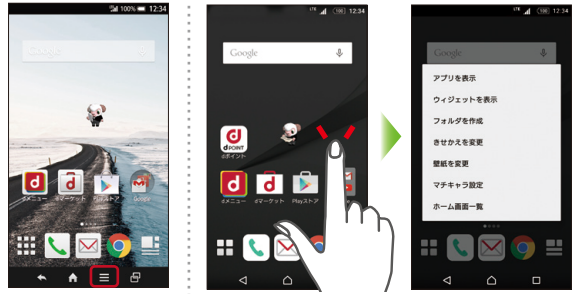 100% 12:34
Google
dメニュー dマーケット Playストア Google
LTE 100 12:34
Google
d POINT
dポイント
dメニュー dマーケット Playストア
LTE 100 12:34
Google
アプリを表示
ウィジェットを表示
フォルダを作成
きせかえを変更
壁紙を変更
マチキャラ設定
ホーム画面一覧